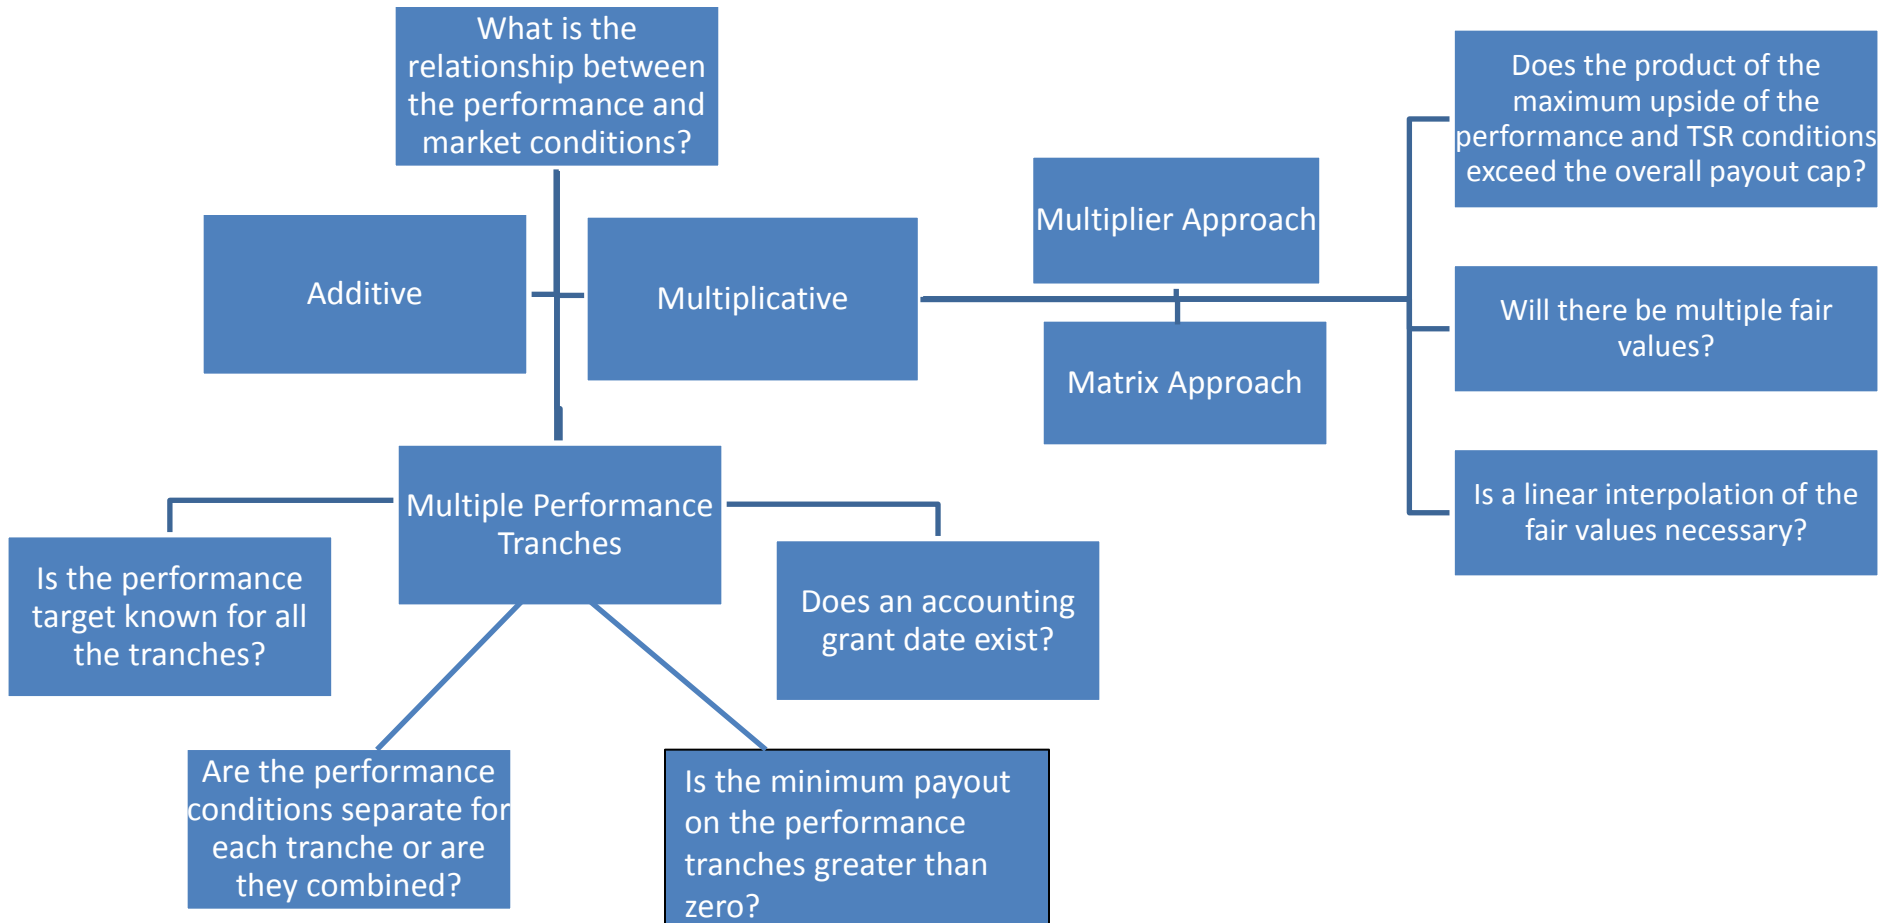 What is the
relationship between
the performance and
market conditions?
Additive
Multiplicative
Multiplier Approach
Matrix Approach
Does the product of the
maximum upside of the
performance and TSR conditions
exceed the overall payout cap?
Will there be multiple fair
values?
Is a linear interpolation of the
fair values necessary?
Multiple Performance
Tranches
Is the performance
target known for all
the tranches?
Does an accounting
grant date exist?
Are the performance
conditions separate for
each tranche or are
they combined?
Is the minimum payout
on the performance
tranches greater than
zero?